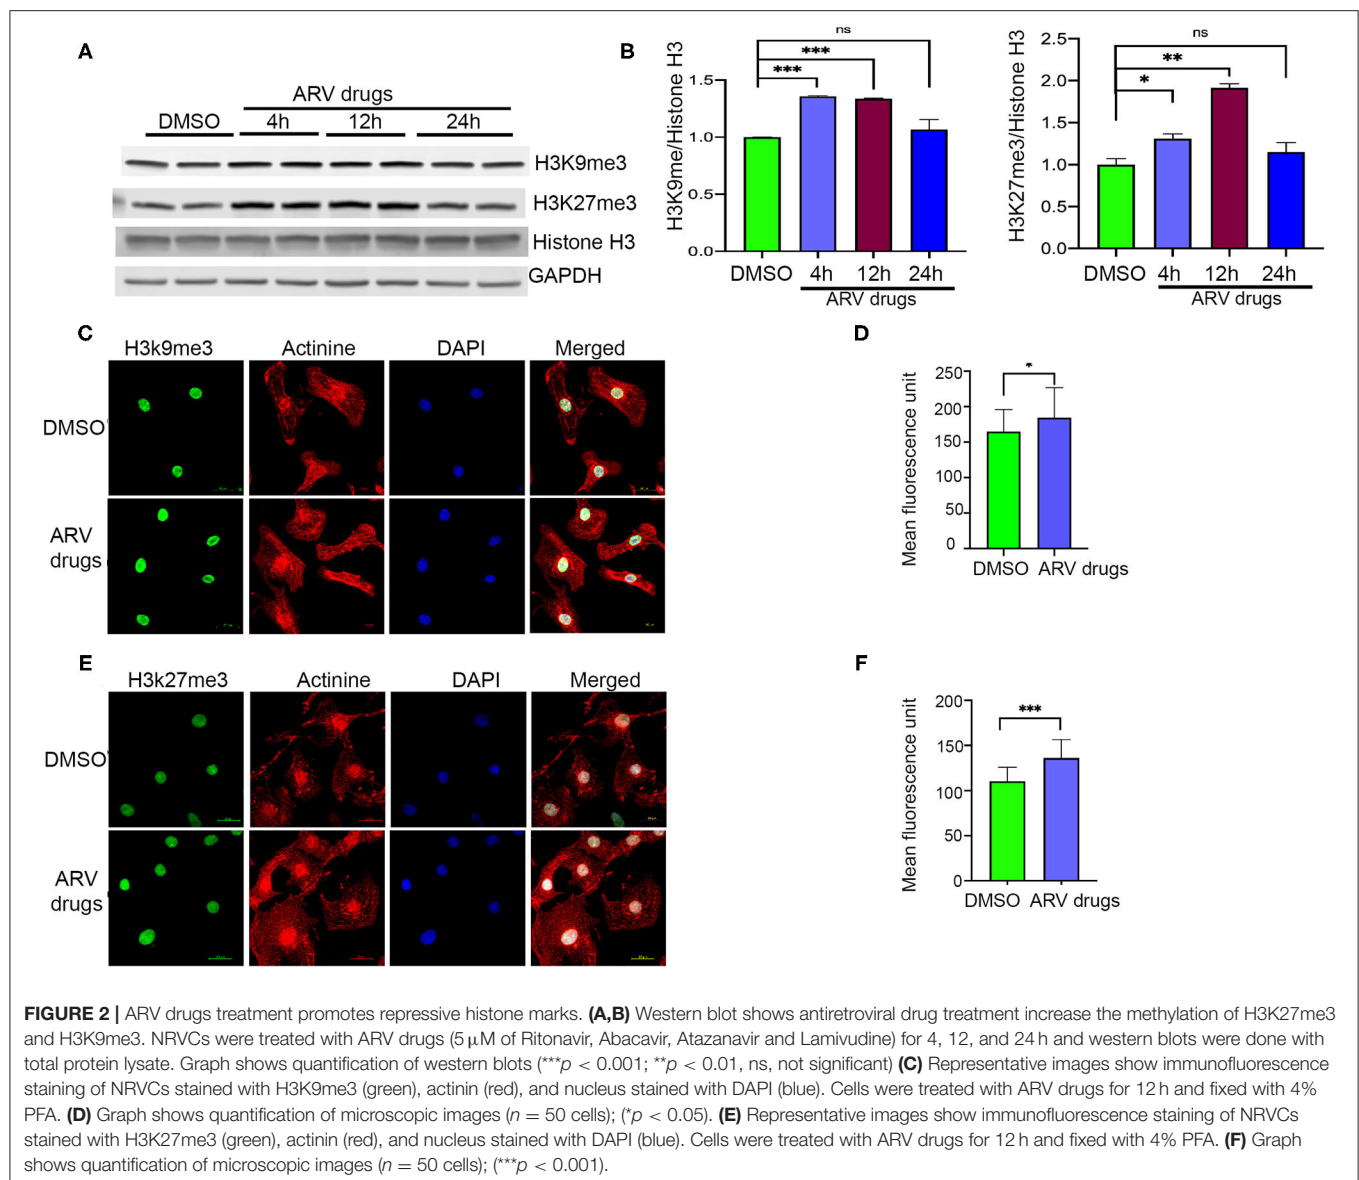 A
ARV drugs
DMSO 4h 12h 24h
H3K9me3
H3K27me3
Histone H3
GAPDH
B
H3K9me/Histone H3
1.5
1.0
0.5
0.0
ns
***
***
DMSO 4h 12h 24h
ARV drugs
H3K27me3/Histone H3
2.5
2.0
1.5
1.0
0.5
0.0
ns
**
*
DMSO 4h 12h 24h
ARV drugs
C
H3k9me3 Actinine DAPI Merged
DMSO
ARV
drugs
D
Mean fluorescence unit
250
200
150
100
50
0
*
DMSO ARV drugs
E
H3k27me3 Actinine DAPI Merged
DMSO
ARV
drugs
F
Mean fluorescence unit
200
150
100
50
0
***
DMSO ARV drugs
FIGURE 2 | ARV drugs treatment promotes repressive histone marks. (A,B) Western blot shows antiretroviral drug treatment increase the methylation of H3K27me3
and H3K9me3. NRVCs were treated with ARV drugs (5 μM of Ritonavir, Abacavir, Atazanavir and Lamivudine) for 4, 12, and 24 h and western blots were done with
total protein lysate. Graph shows quantification of western blots (***p < 0.001; **p < 0.01, ns, not significant) (C) Representative images show immunofluorescence
staining of NRVCs stained with H3K9me3 (green), actinin (red), and nucleus stained with DAPI (blue). Cells were treated with ARV drugs for 12 h and fixed with 4%
PFA. (D) Graph shows quantification of microscopic images (n = 50 cells); (*p < 0.05). (E) Representative images show immunofluorescence staining of NRVCs
stained with H3K27me3 (green), actinin (red), and nucleus stained with DAPI (blue). Cells were treated with ARV drugs for 12 h and fixed with 4% PFA. (F) Graph
shows quantification of microscopic images (n = 50 cells); (***p < 0.001).